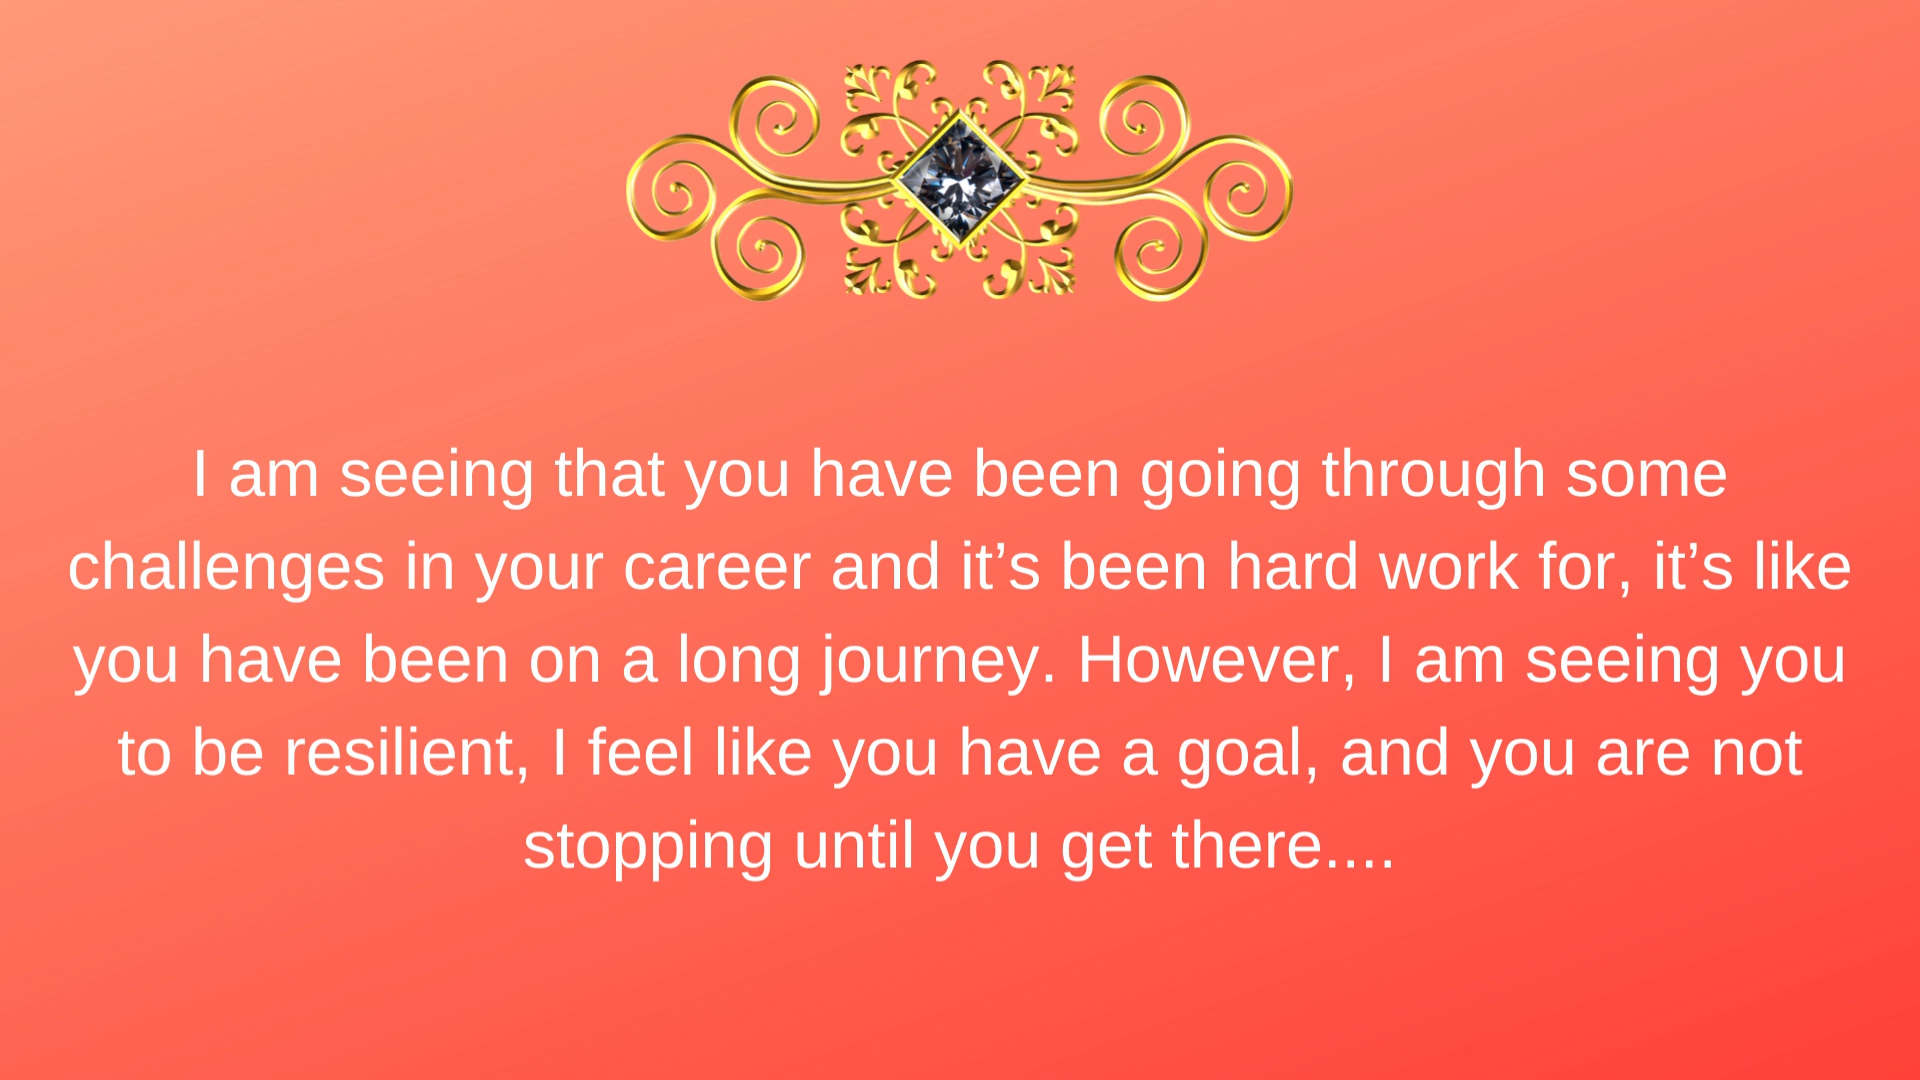 I am seeing that you have been going through some
challenges in your career and it’s been hard work for, it’s like
you have been on a long journey. However, I am seeing you
to be resilient, I feel like you have a goal, and you are not
stopping until you get there....